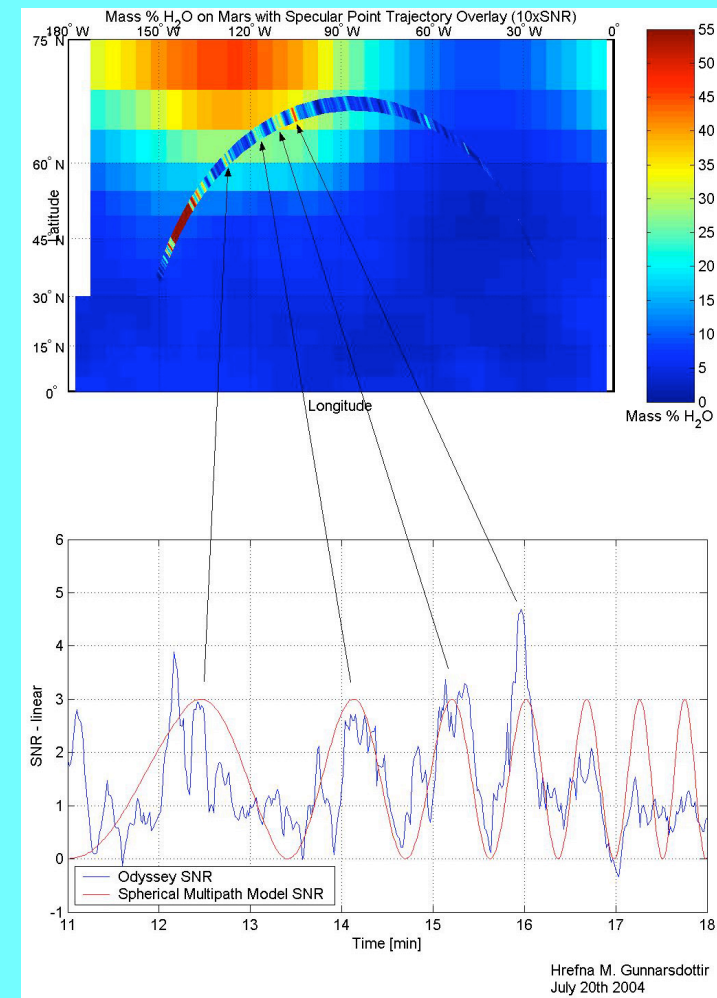 Mass % H₂O on Mars with Specular Point Trajectory Overlay (10xSNR)
180° W 150° W 120° W 90° W 60° W 30° W 0°
75° N
60° N
45° N
30° N
15° N
0°
Latitude
Longitude
55
50
45
40
35
30
25
20
15
10
5
0
Mass % H₂O
6
5
4
3
2
1
0
-1
SNR - linear
Odyssey SNR
Spherical Multipath Model SNR
11 12 13 14 15 16 17 18
Time [min]
Hrefna M. Gunnarsdottir
July 20th 2004